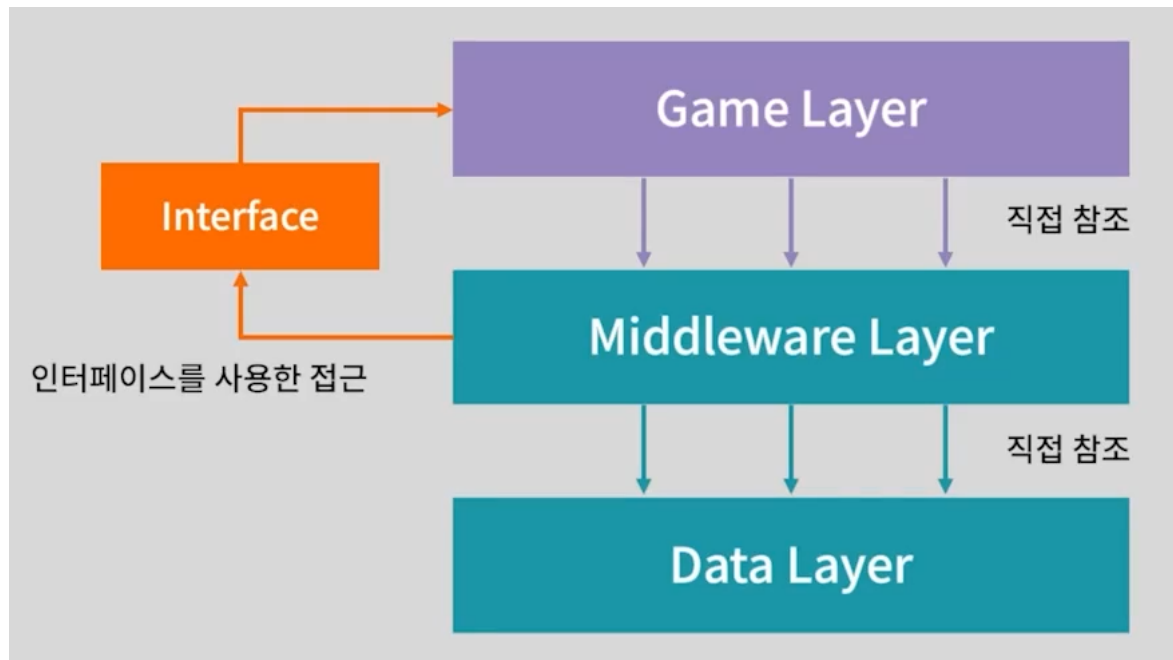 Game Layer
Interface
직접 참조
Middleware Layer
인터페이스를 사용한 접근
직접 참조
Data Layer